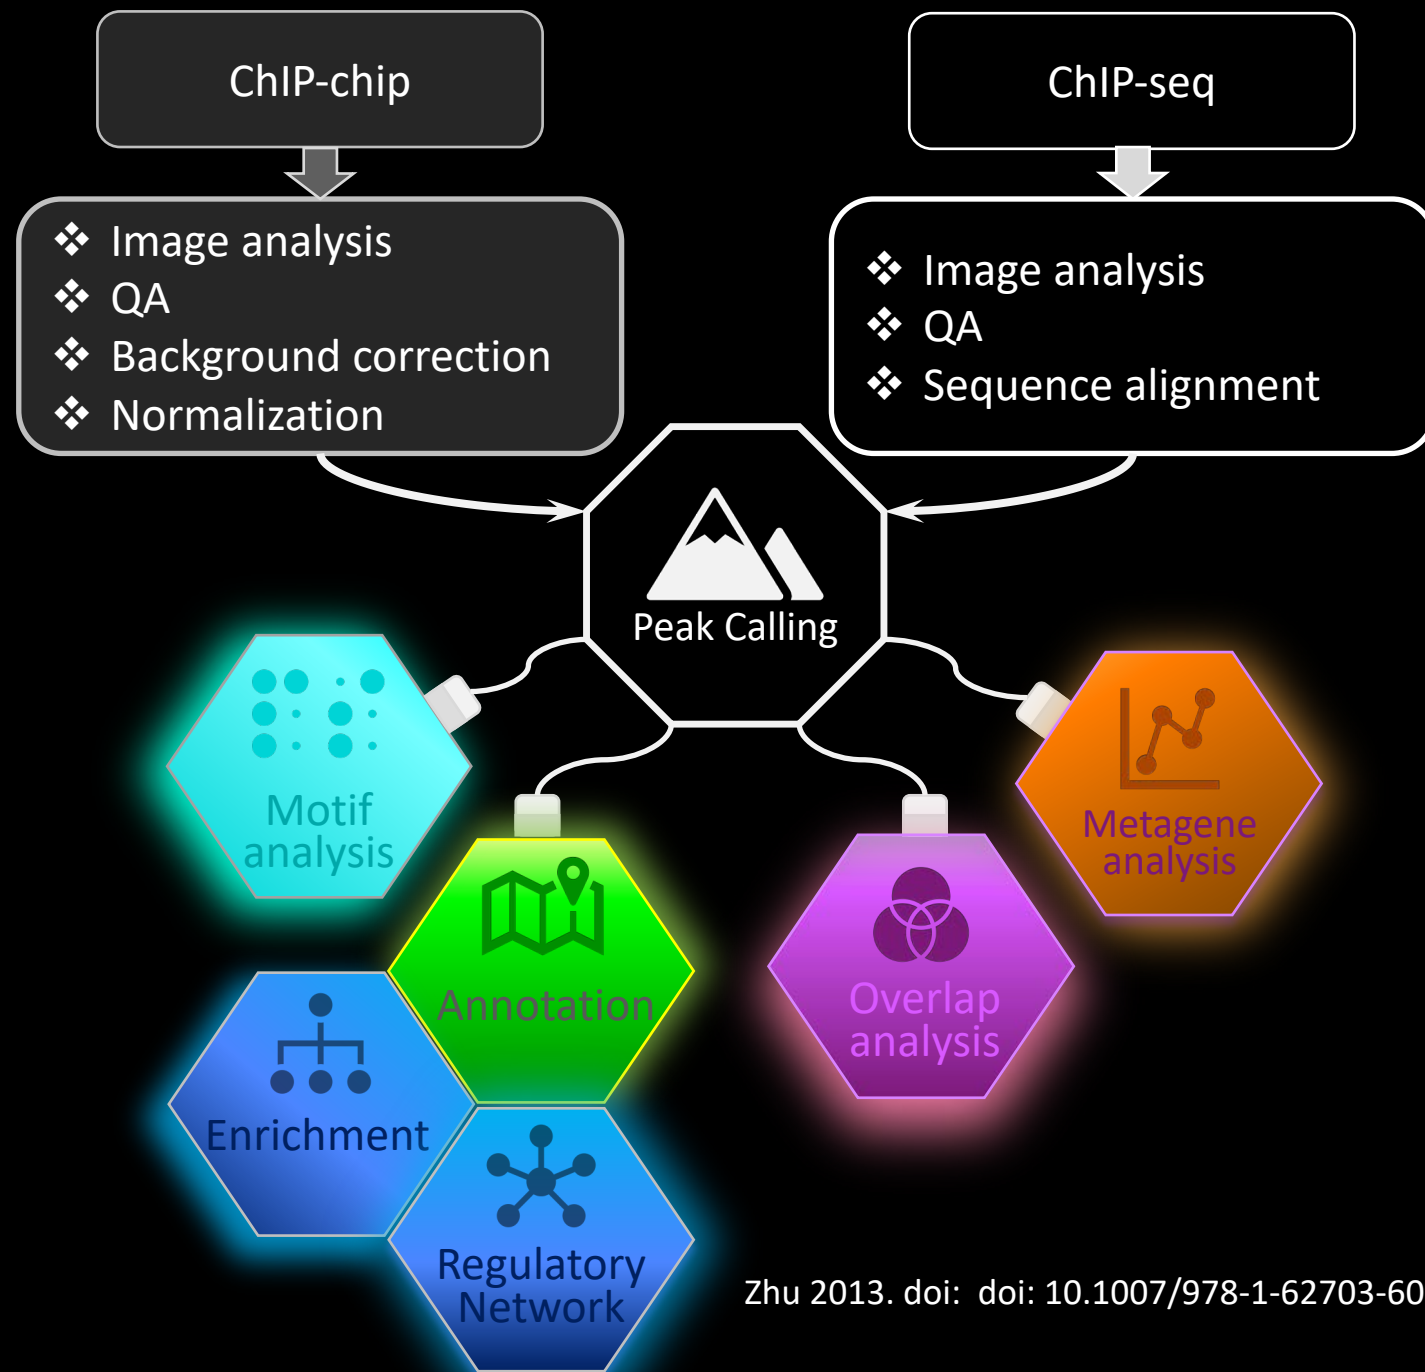 ChIP-chip
ChIP-seq
❖ Image analysis
❖ QA
❖ Background correction
❖ Normalization
❖ Image analysis
❖ QA
❖ Sequence alignment
Peak Calling
Motif
analysis
Metagene
analysis
Annotation
Overlap
analysis
Enrichment
Regulatory
Network
Zhu 2013. doi: doi: 10.1007/978-1-62703-60